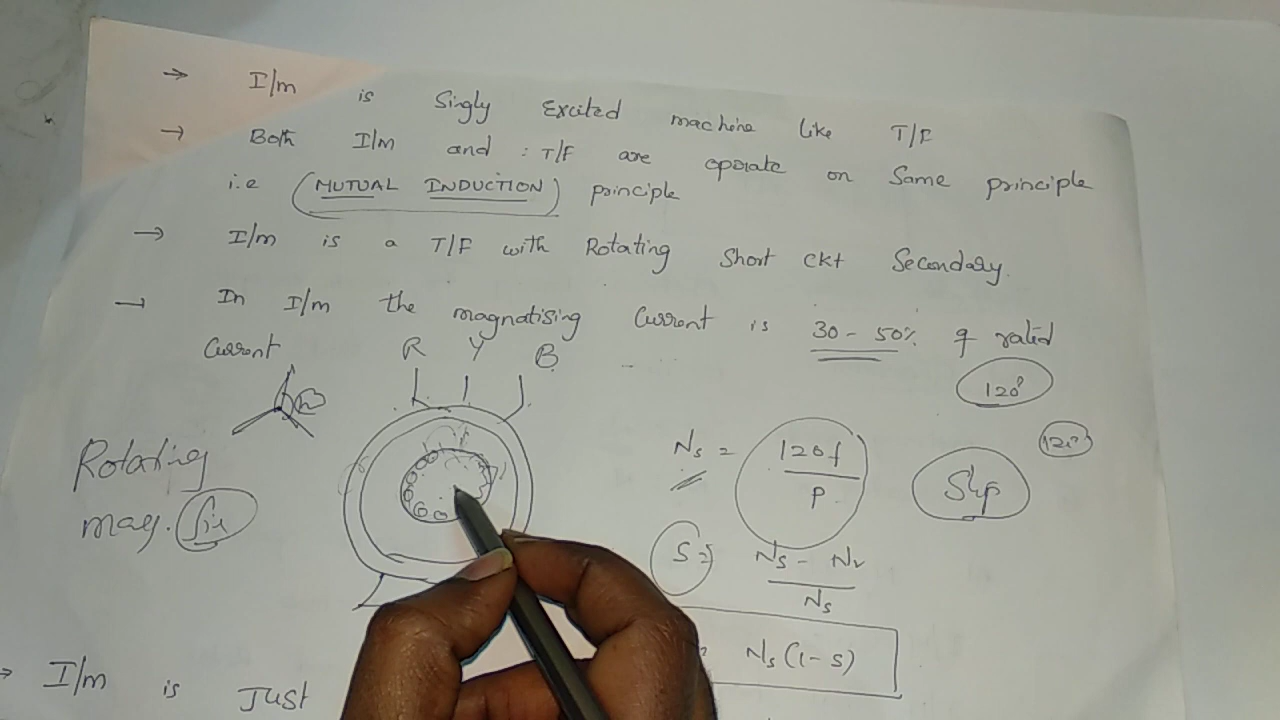 → I/m is Singly Excited machine like T/F
→ Both I/m and : T/F are operate on Same principle
i.e (MUTUAL INDUCTION) principle
→ I/m is a T/F with Rotating Short ckt Secondary.
→ In I/m the magnatising Current is 30 - 50% of rated
Current
R Y B
120°
Rotating
mag.
Ns = 120f / P
Slip
120
S = Ns - Nr / Ns
Ns (1 - s)
→ I/m is Just